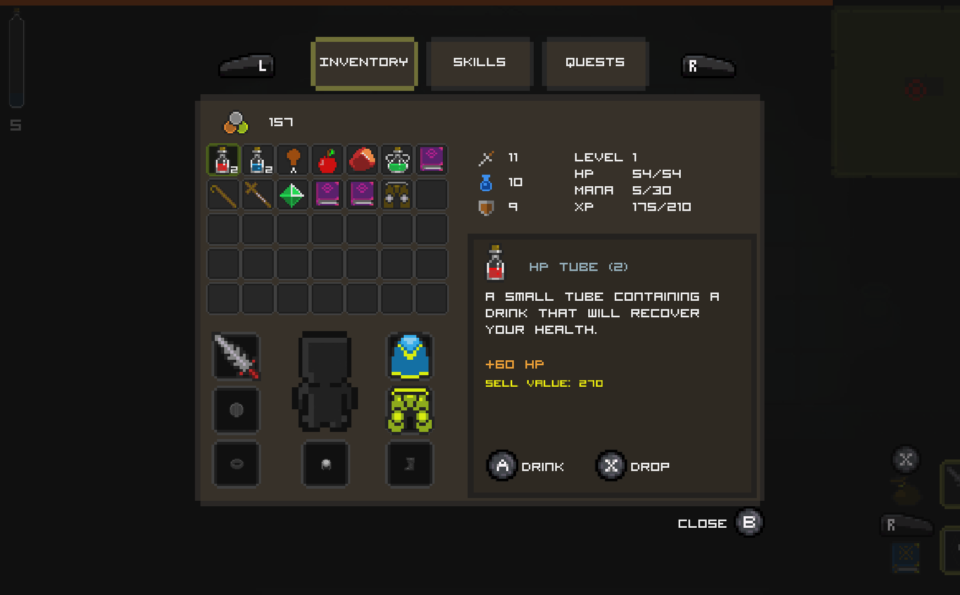 L
INVENTORY
SKILLS
QUESTS
R
157
2
2
11
10
9
LEVEL 1
HP 54/54
MANA 5/30
XP 175/210
HP TUBE (2)
A SMALL TUBE CONTAINING A
DRINK THAT WILL RECOVER
YOUR HEALTH.
+60 HP
SELL VALUE: 270
A DRINK
X DROP
CLOSE B
5
X
R